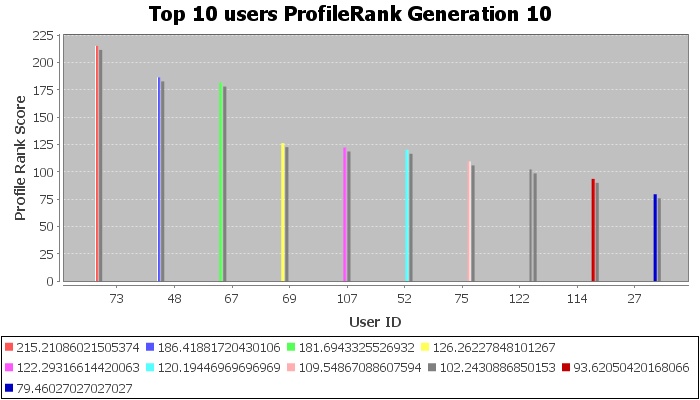 Top 10 users ProfileRank Generation 10
225
200
175
150
125
100
75
50
25
0
Profile Rank Score
73 48 67 69 107 52 75 122 114 27
User ID
215.21086021505374 186.41881720430106 181.6943325526932 126.26227848101267
122.29316614420063 120.19446969696969 109.54867088607594 102.2430886850153 93.62050420168066
79.46027027027027